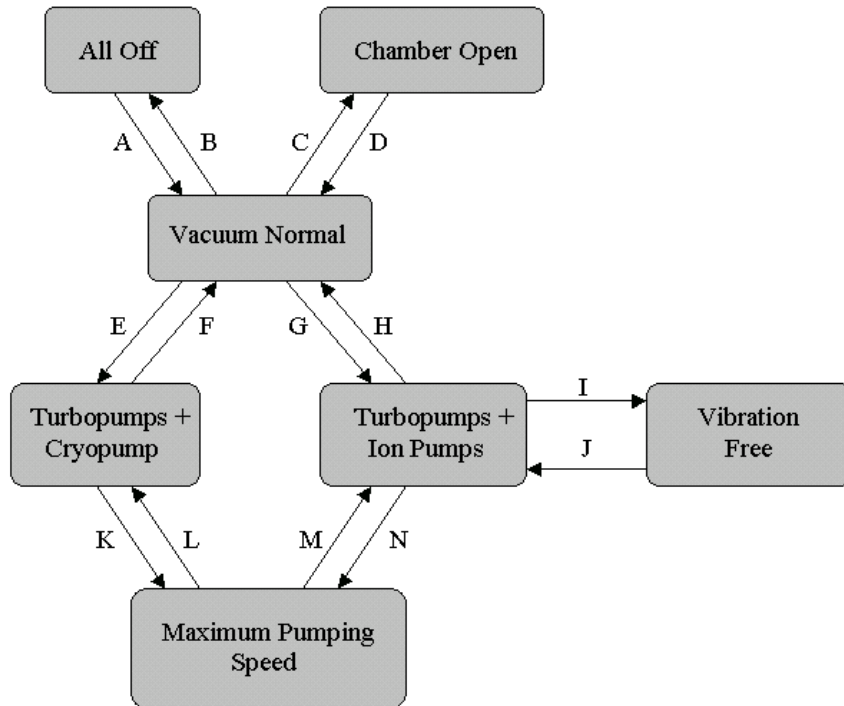 All Off
Chamber Open
A
B
C
D
Vacuum Normal
E
F
G
H
Turbopumps +
Cryopump
Turbopumps +
Ion Pumps
I
J
Vibration
Free
K
L
M
N
Maximum Pumping
Speed